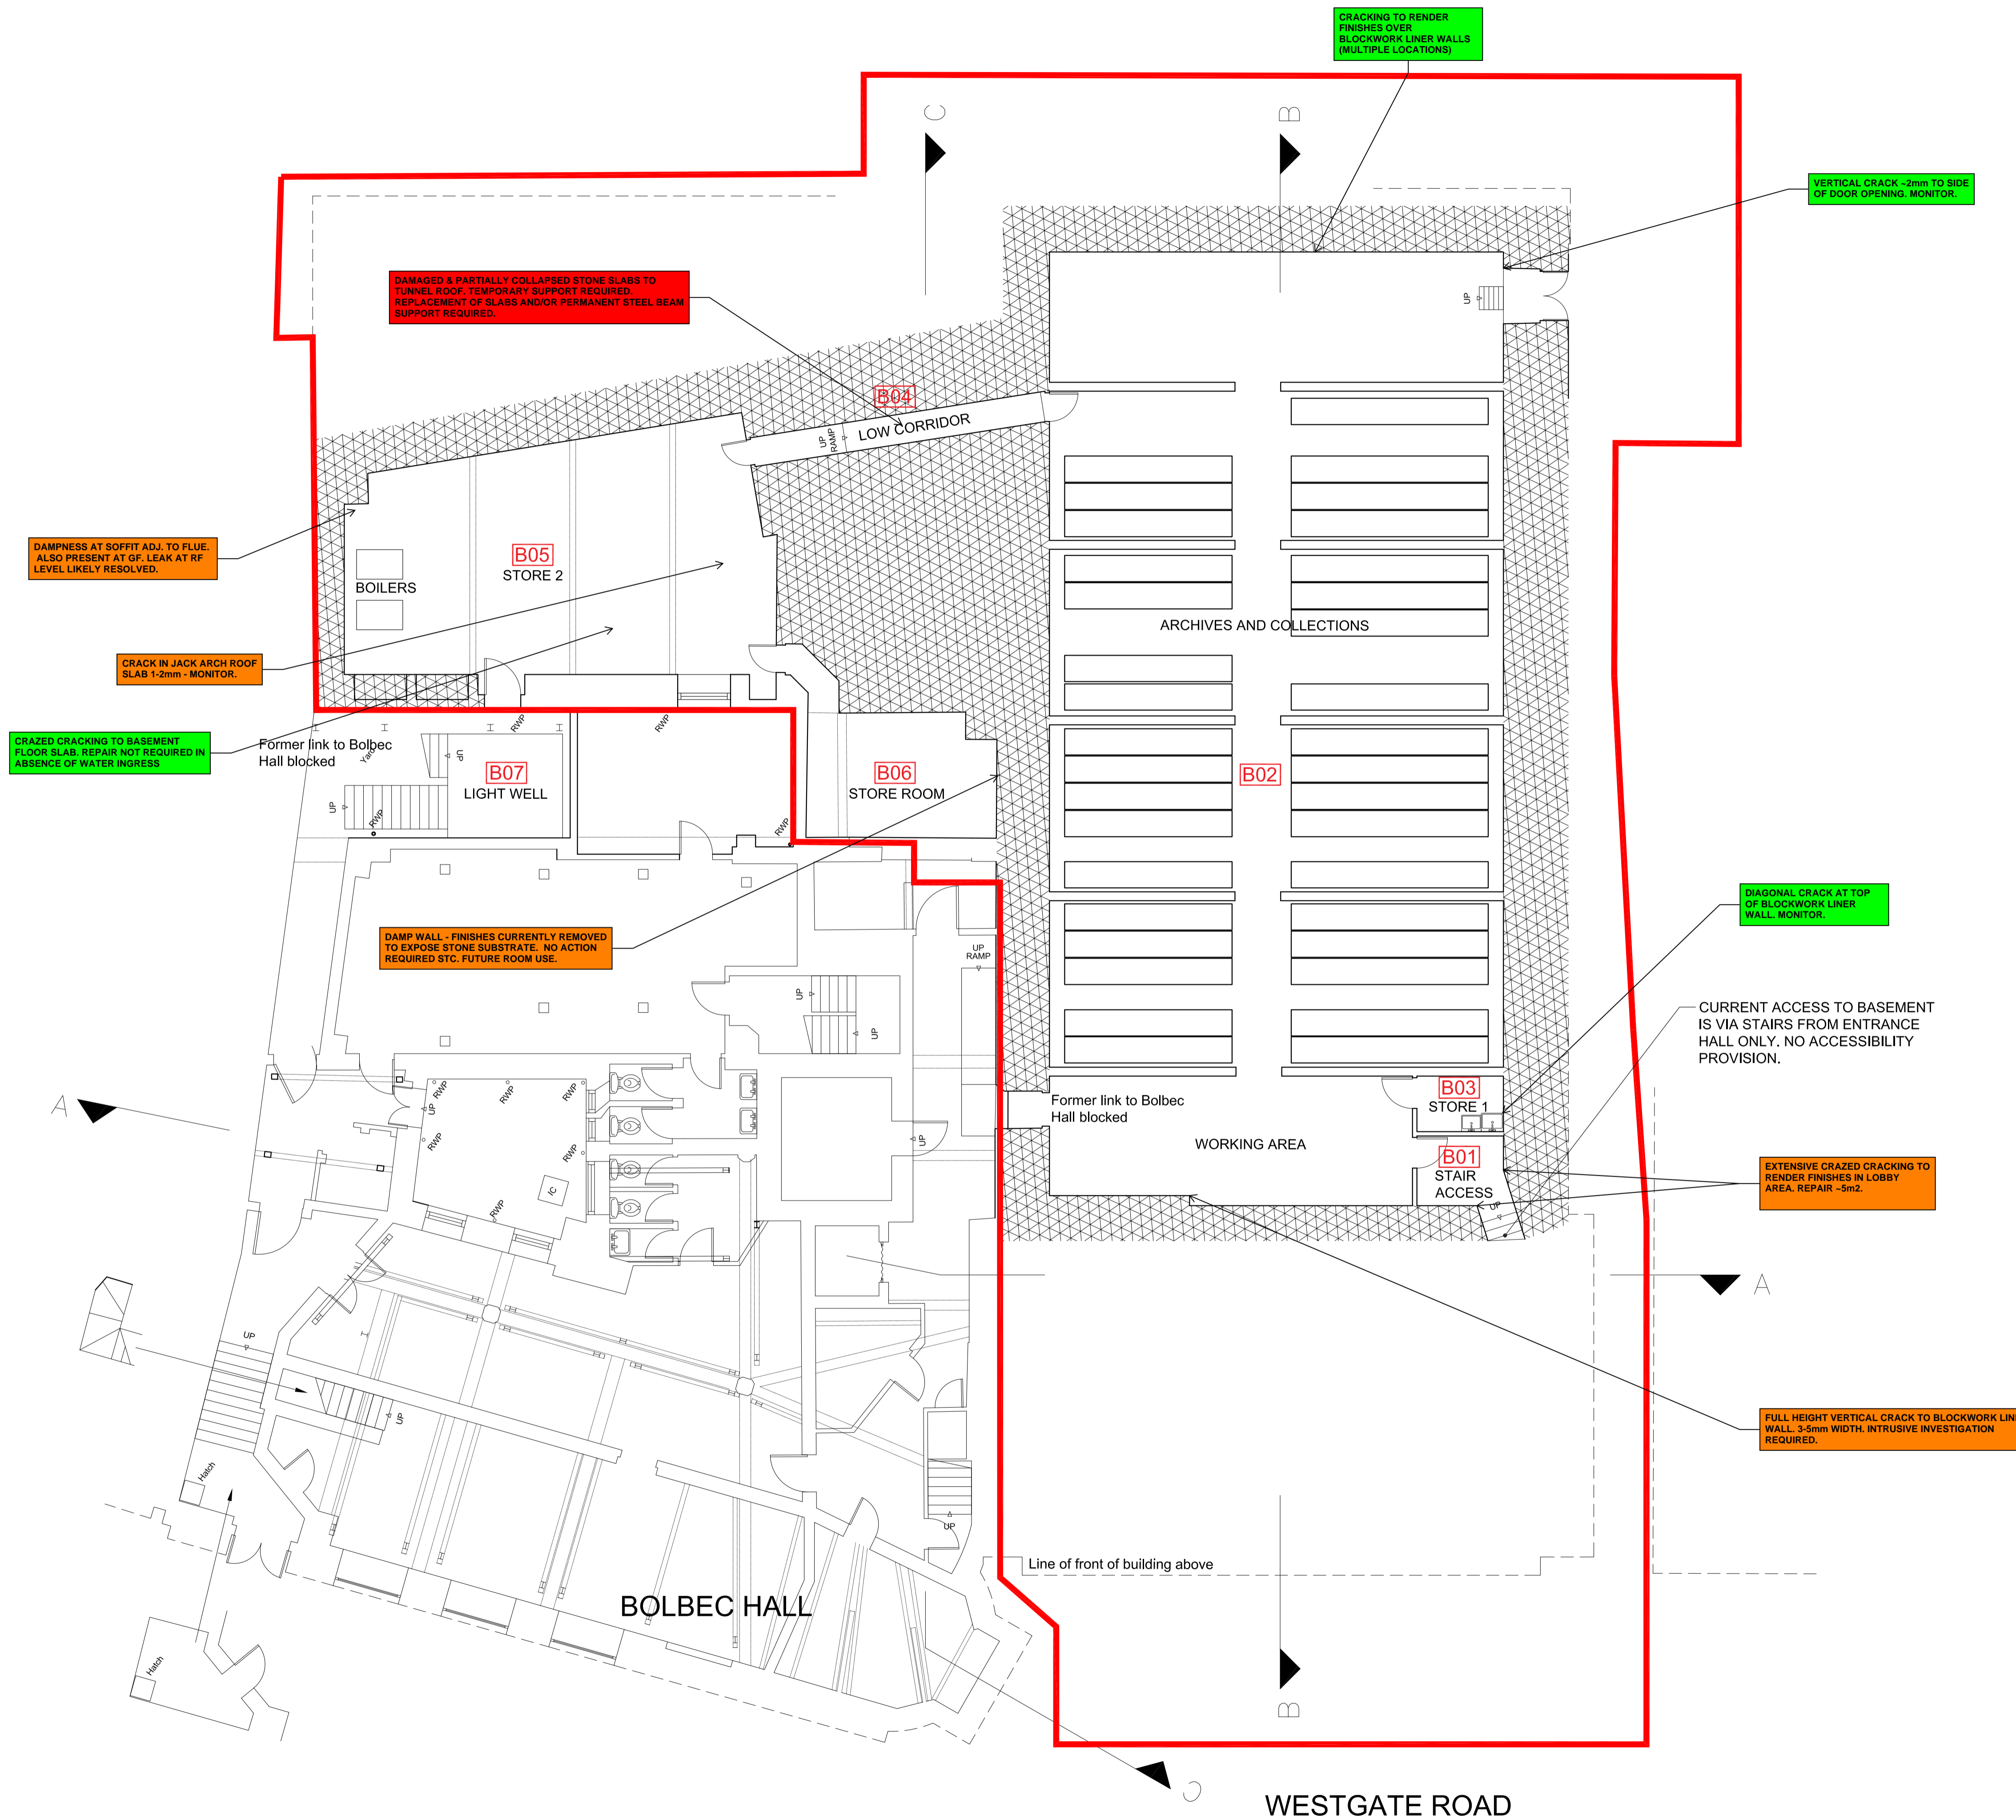 CRACKING TO RENDER
FINISHES OVER
BLOCKWORK LINER WALLS
(MULTIPLE LOCATIONS)
C
B
VERTICAL CRACK ~2mm TO SIDE
OF DOOR OPENING. MONITOR.
DAMAGED & PARTIALLY COLLAPSED STONE SLABS TO
TUNNEL ROOF. TEMPORARY SUPPORT REQUIRED.
REPLACEMENT OF SLABS AND/OR PERMANENT STEEL BEAM
SUPPORT REQUIRED.
UP
B04
LOW CORRIDOR
UP
RAMP
DAMPNESS AT SOFFIT ADJ. TO FLUE.
ALSO PRESENT AT GF. LEAK AT RF
LEVEL LIKELY RESOLVED.
B05
STORE 2
BOILERS
ARCHIVES AND COLLECTIONS
CRACK IN JACK ARCH ROOF
SLAB 1-2mm - MONITOR.
CRAZED CRACKING TO BASEMENT
FLOOR SLAB. REPAIR NOT REQUIRED IN
ABSENCE OF WATER INGRESS
Former link to Bolbec
Hall blocked
Yard
RWP
RWP
UP
B07
LIGHT WELL
UP
RWP
RWP
B06
STORE ROOM
B02
DIAGONAL CRACK AT TOP
OF BLOCKWORK LINER
WALL. MONITOR.
DAMP WALL - FINISHES CURRENTLY REMOVED
TO EXPOSE STONE SUBSTRATE. NO ACTION
REQUIRED STC. FUTURE ROOM USE.
UP
RAMP
UP
UP
CURRENT ACCESS TO BASEMENT
IS VIA STAIRS FROM ENTRANCE
HALL ONLY. NO ACCESSIBILITY
PROVISION.
A
RWP
RWP
RWP
UP
RWP
RWP
IC
RWP
UP
Former link to Bolbec
Hall blocked
B03
STORE 1
WORKING AREA
B01
STAIR
ACCESS
UP
EXTENSIVE CRAZED CRACKING TO
RENDER FINISHES IN LOBBY
AREA. REPAIR ~5m2.
A
UP
UP
FULL HEIGHT VERTICAL CRACK TO BLOCKWORK
WALL. 3-5mm WIDTH. INTRUSIVE INVESTIGATION
REQUIRED.
Hatch
UP
Line of front of building above
BOLBEC HALL
Hatch
B
C
WESTGATE ROAD